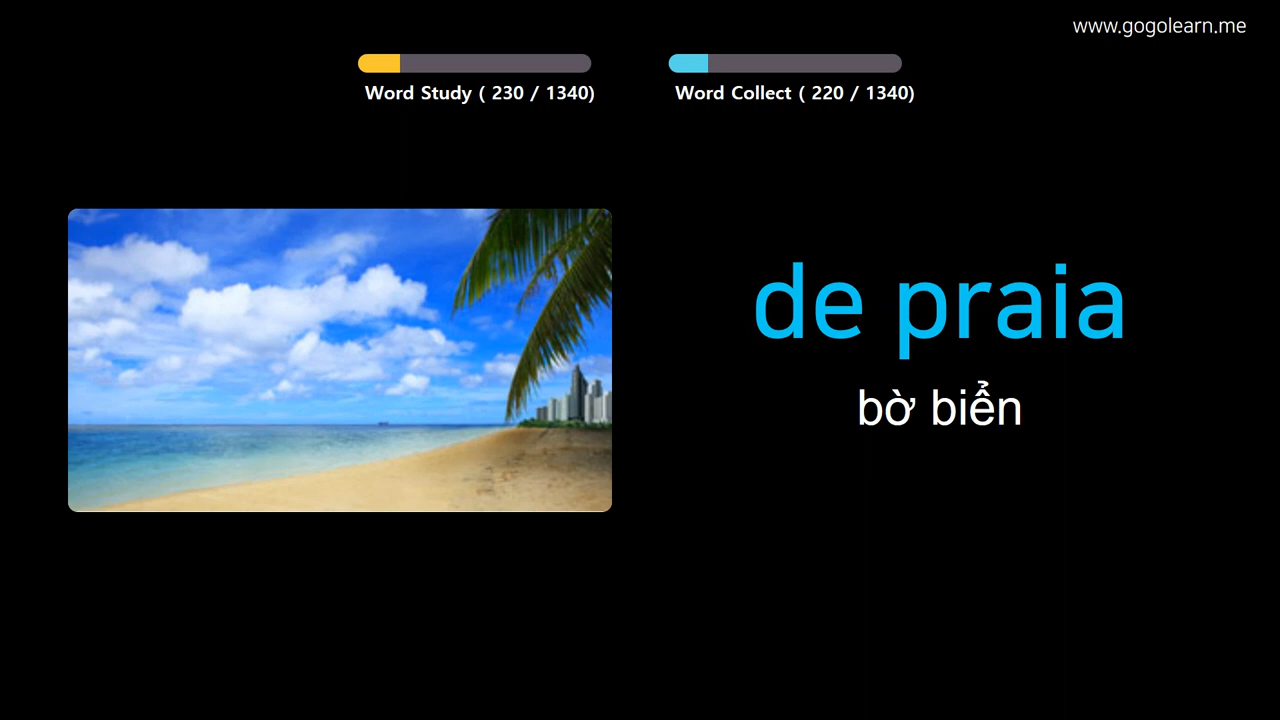 www.gogolearn.me
Word Study ( 230 / 1340)
Word Collect ( 220 / 1340)
de praia
bờ biển